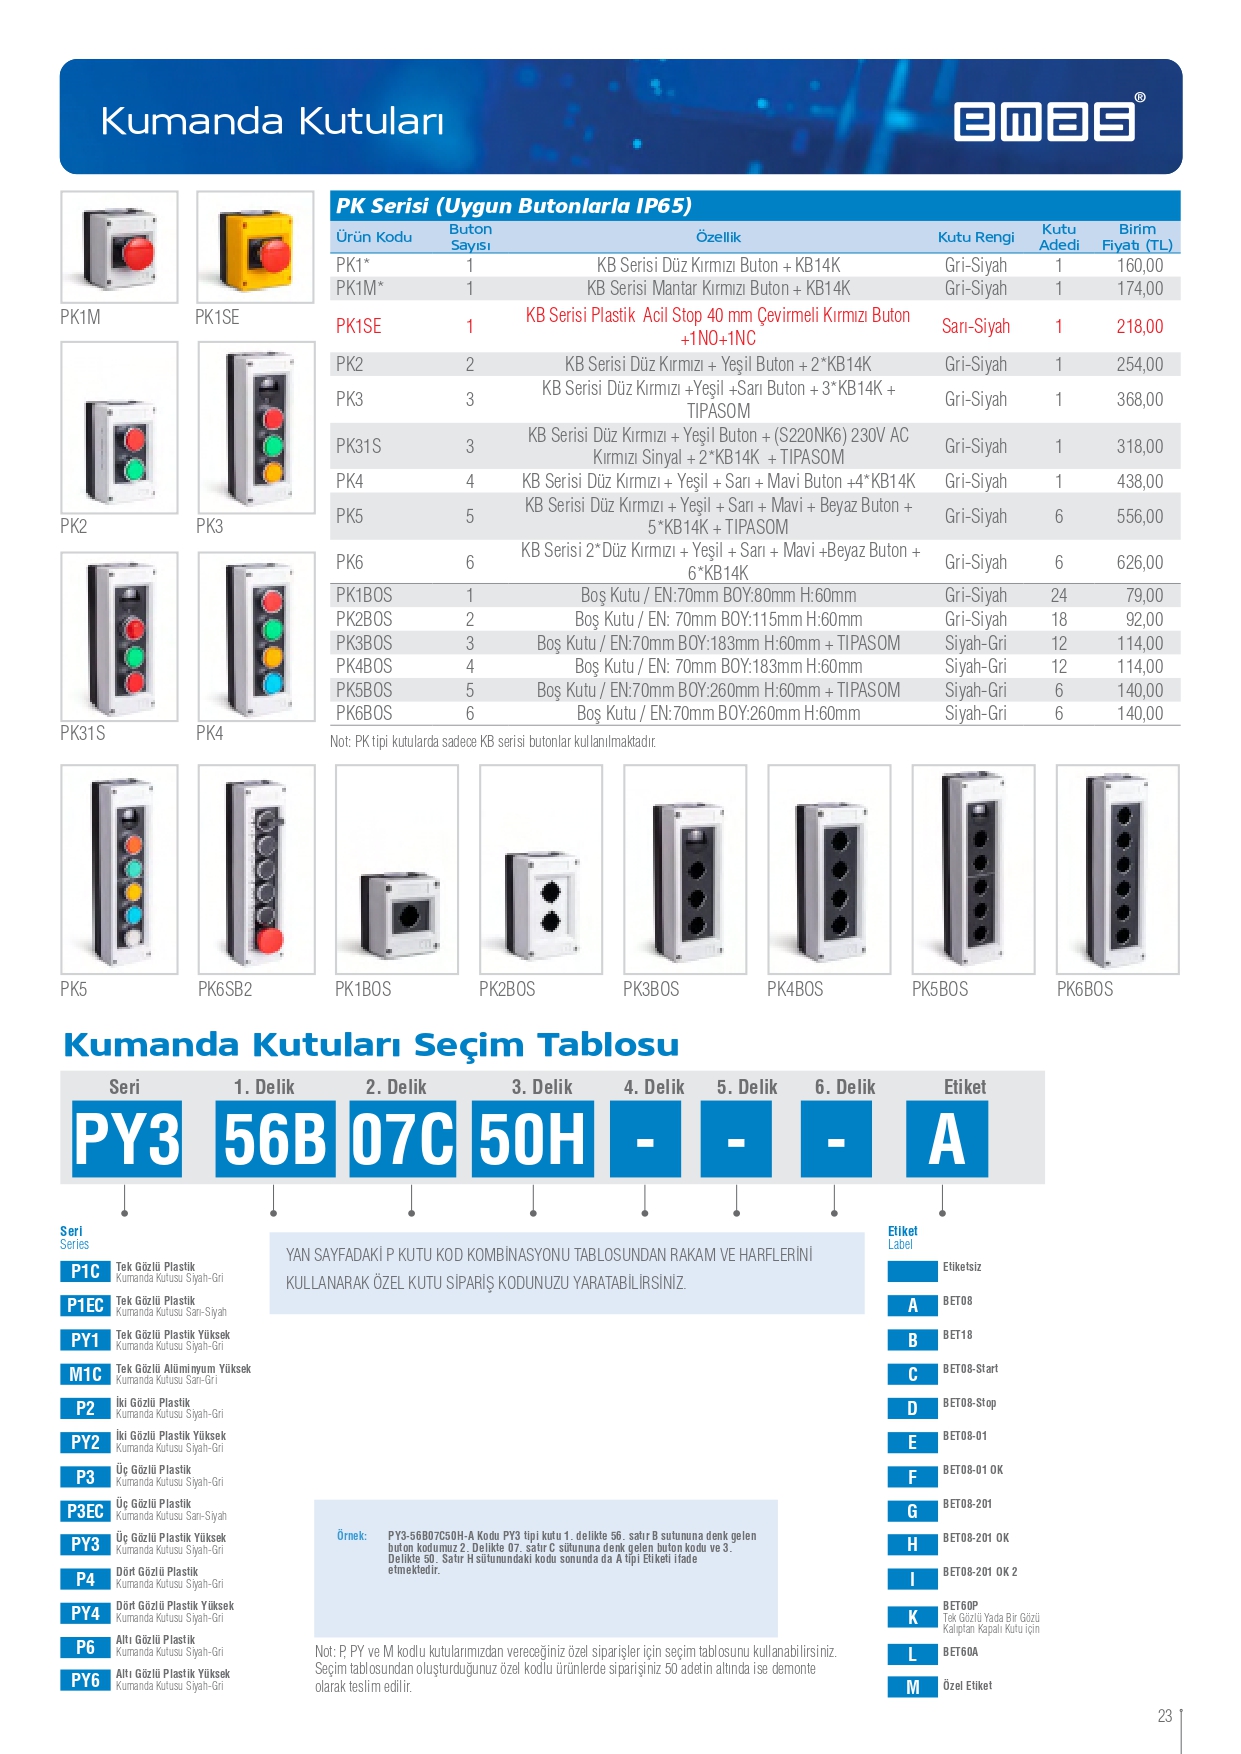 Kumanda Kutuları
emas®
PK1M
PK1SE
PK2
PK3
PK31S
PK4
PK Serisi (Uygun Butonlarla IP65)
Ürün Kodu Buton Sayısı Özellik Kutu Rengi Kutu Adedi Birim Fiyatı (TL)
PK1* 1 KB Serisi Düz Kırmızı Buton + KB14K Gri-Siyah 1 160,00
PK1M* 1 KB Serisi Mantar Kırmızı Buton + KB14K Gri-Siyah 1 174,00
PK1SE 1 KB Serisi Plastik Acil Stop 40 mm Çevirmeli Kırmızı Buton +1NO+1NC Sarı-Siyah 1 218,00
PK2 2 KB Serisi Düz Kırmızı + Yeşil Buton + 2*KB14K Gri-Siyah 1 254,00
PK3 3 KB Serisi Düz Kırmızı +Yeşil +Sarı Buton + 3*KB14K + TIPASOM Gri-Siyah 1 368,00
PK31S 3 KB Serisi Düz Kırmızı + Yeşil Buton + (S220NK6) 230V AC Kırmızı Sinyal + 2*KB14K + TIPASOM Gri-Siyah 1 318,00
PK4 4 KB Serisi Düz Kırmızı + Yeşil + Sarı + Mavi Buton +4*KB14K Gri-Siyah 1 438,00
PK5 5 KB Serisi Düz Kırmızı + Yeşil + Sarı + Mavi + Beyaz Buton + 5*KB14K + TIPASOM Gri-Siyah 6 556,00
PK6 6 KB Serisi 2*Düz Kırmızı + Yeşil + Sarı + Mavi +Beyaz Buton + 6*KB14K Gri-Siyah 6 626,00
PK1BOS 1 Boş Kutu / EN:70mm BOY:80mm H:60mm Gri-Siyah 24 79,00
PK2BOS 2 Boş Kutu / EN: 70mm BOY:115mm H:60mm Gri-Siyah 18 92,00
PK3BOS 3 Boş Kutu / EN:70mm BOY:183mm H:60mm + TIPASOM Siyah-Gri 12 114,00
PK4BOS 4 Boş Kutu / EN: 70mm BOY:183mm H:60mm Siyah-Gri 12 114,00
PK5BOS 5 Boş Kutu / EN:70mm BOY:260mm H:60mm + TIPASOM Siyah-Gri 6 140,00
PK6BOS 6 Boş Kutu / EN:70mm BOY:260mm H:60mm Siyah-Gri 6 140,00
Not: PK tipi kutularda sadece KB serisi butonlar kullanılmaktadır.
PK5 PK6SB2 PK1BOS PK2BOS PK3BOS PK4BOS PK5BOS PK6BOS
Kumanda Kutuları Seçim Tablosu
Seri 1. Delik 2. Delik 3. Delik 4. Delik 5. Delik 6. Delik Etiket
PY3 56B 07C 50H - - - A
Seri
Series
P1C Tek Gözlü Plastik
Kumanda Kutusu Siyah-Gri
P1EC Tek Gözlü Plastik
Kumanda Kutusu Sarı-Siyah
PY1 Tek Gözlü Plastik Yüksek
Kumanda Kutusu Siyah-Gri
M1C Tek Gözlü Alüminyum Yüksek
Kumanda Kutusu Sarı-Gri
P2 İki Gözlü Plastik
Kumanda Kutusu Siyah-Gri
PY2 İki Gözlü Plastik Yüksek
Kumanda Kutusu Siyah-Gri
P3 Üç Gözlü Plastik
Kumanda Kutusu Siyah-Gri
P3EC Üç Gözlü Plastik
Kumanda Kutusu Sarı-Siyah
PY3 Üç Gözlü Plastik Yüksek
Kumanda Kutusu Siyah-Gri
P4 Dört Gözlü Plastik
Kumanda Kutusu Siyah-Gri
PY4 Dört Gözlü Plastik Yüksek
Kumanda Kutusu Siyah-Gri
P6 Altı Gözlü Plastik
Kumanda Kutusu Siyah-Gri
PY6 Altı Gözlü Plastik Yüksek
Kumanda Kutusu Siyah-Gri
YAN SAYFADAKİ P KUTU KOD KOMBİNASYONU TABLOSUNDAN RAKAM VE HARFLERİNİ
KULLANARAK ÖZEL KUTU SİPARİŞ KODUNUZU YARATABİLİRSİNİZ.
Örnek: PY3-56B07C50H-A Kodu PY3 tipi kutu 1. delikte 56. satır B sutununa denk gelen
buton kodumuz 2. Delikte 07. satır C sütununa denk gelen buton kodu ve 3.
Delikte 50. Satır H sütunundaki kodu sonunda da A tipi Etiketi ifade
etmektedir.
Not: P, PY ve M kodlu kutularımızdan vereceğiniz özel siparişler için seçim tablosunu kullanabilirsiniz.
Seçim tablosundan oluşturduğunuz özel kodlu ürünlerde siparişiniz 50 adetin altında ise demonte
olarak teslim edilir.
Etiket
Label
Etiketsiz
A BET08
B BET18
C BET08-Start
D BET08-Stop
E BET08-01
F BET08-01 OK
G BET08-201
H BET08-201 OK
I BET08-201 OK 2
K BET60P
Tek Gözlü Yada Bir Gözü
Kalıptan Kapalı Kutu için
L BET60A
M Özel Etiket
23